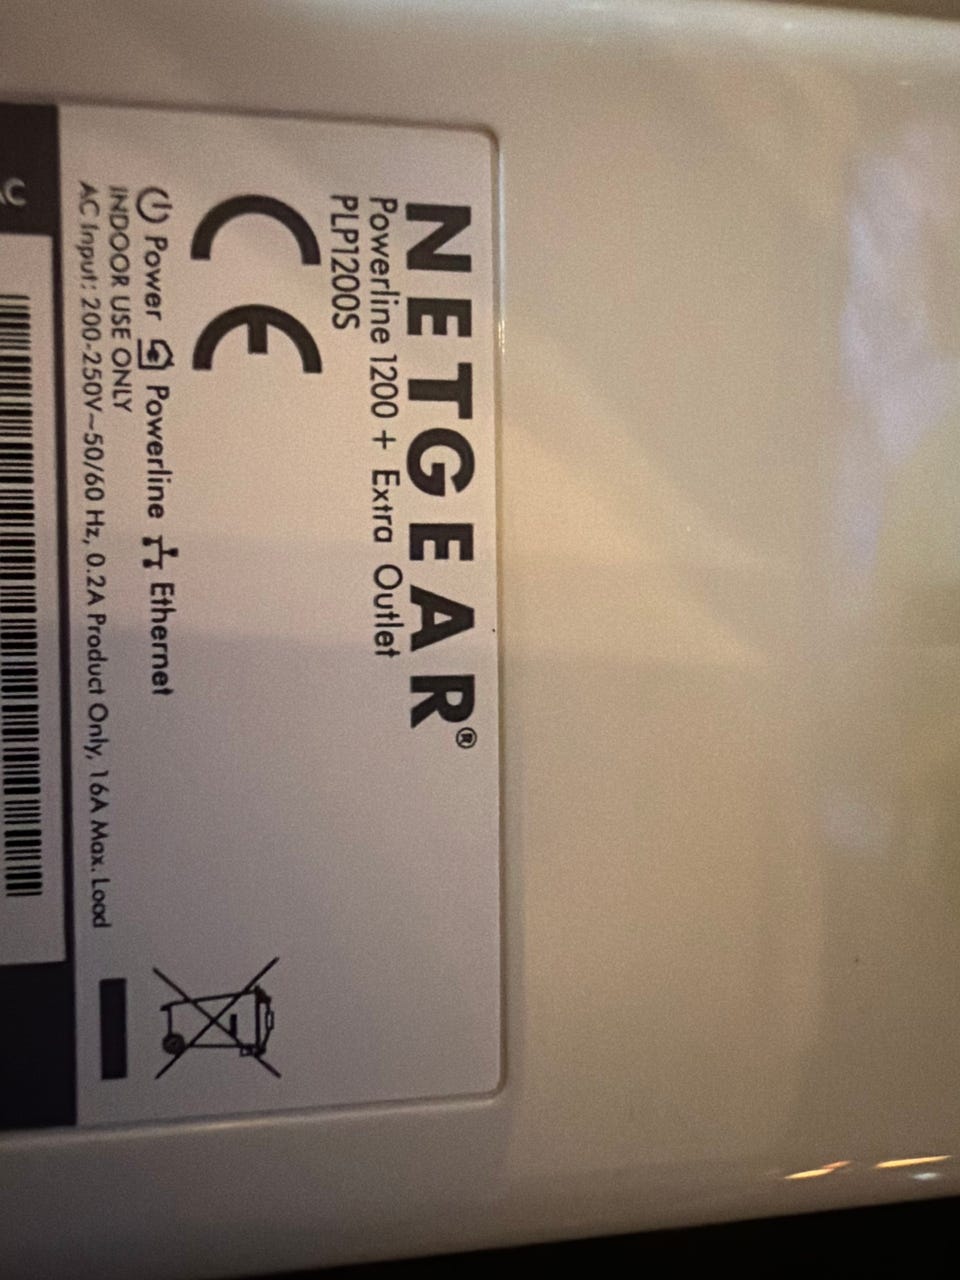 NETGEAR®
Powerline 1200 + Extra Outlet
PLP1200S
CE
Power Powerline Ethernet
INDOOR USE ONLY
AC Input: 200-250V~50/60 Hz, 0.2A Product Only, 16A Max. Load